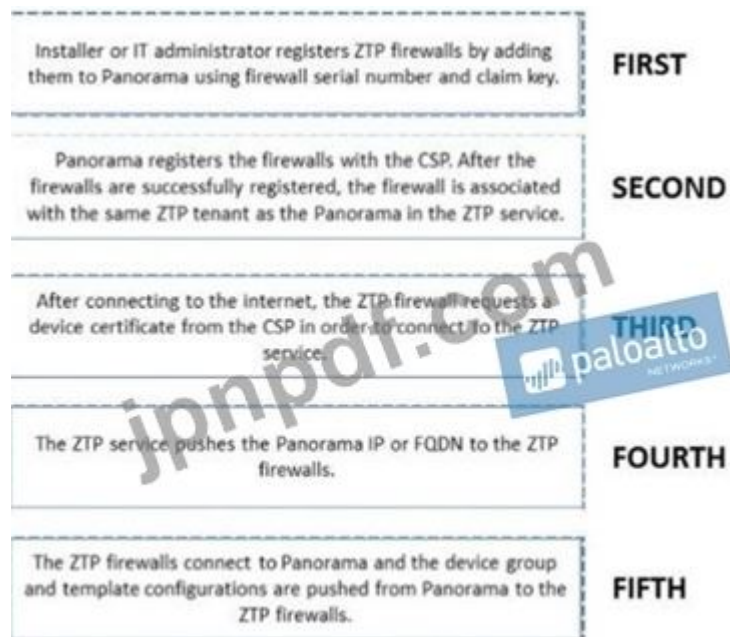 Installer or IT administrator registers ZTP firewalls by adding
them to Panorama using firewall serial number and claim key.
FIRST
Panorama registers the firewalls with the CSP. After the
firewalls are successfully registered, the firewall is associated
with the same ZTP tenant as the Panorama in the ZTP service.
SECOND
After connecting to the internet, the ZTP firewall requests a
device certificate from the CSP in order to connect to the ZTP
service.
THIRD
paloalto
NETWORKS
jpnpdf.com
The ZTP service pushes the Panorama IP or FQDN to the ZTP
firewalls.
FOURTH
The ZTP firewalls connect to Panorama and the device group
and template configurations are pushed from Panorama to the
ZTP firewalls.
FIFTH